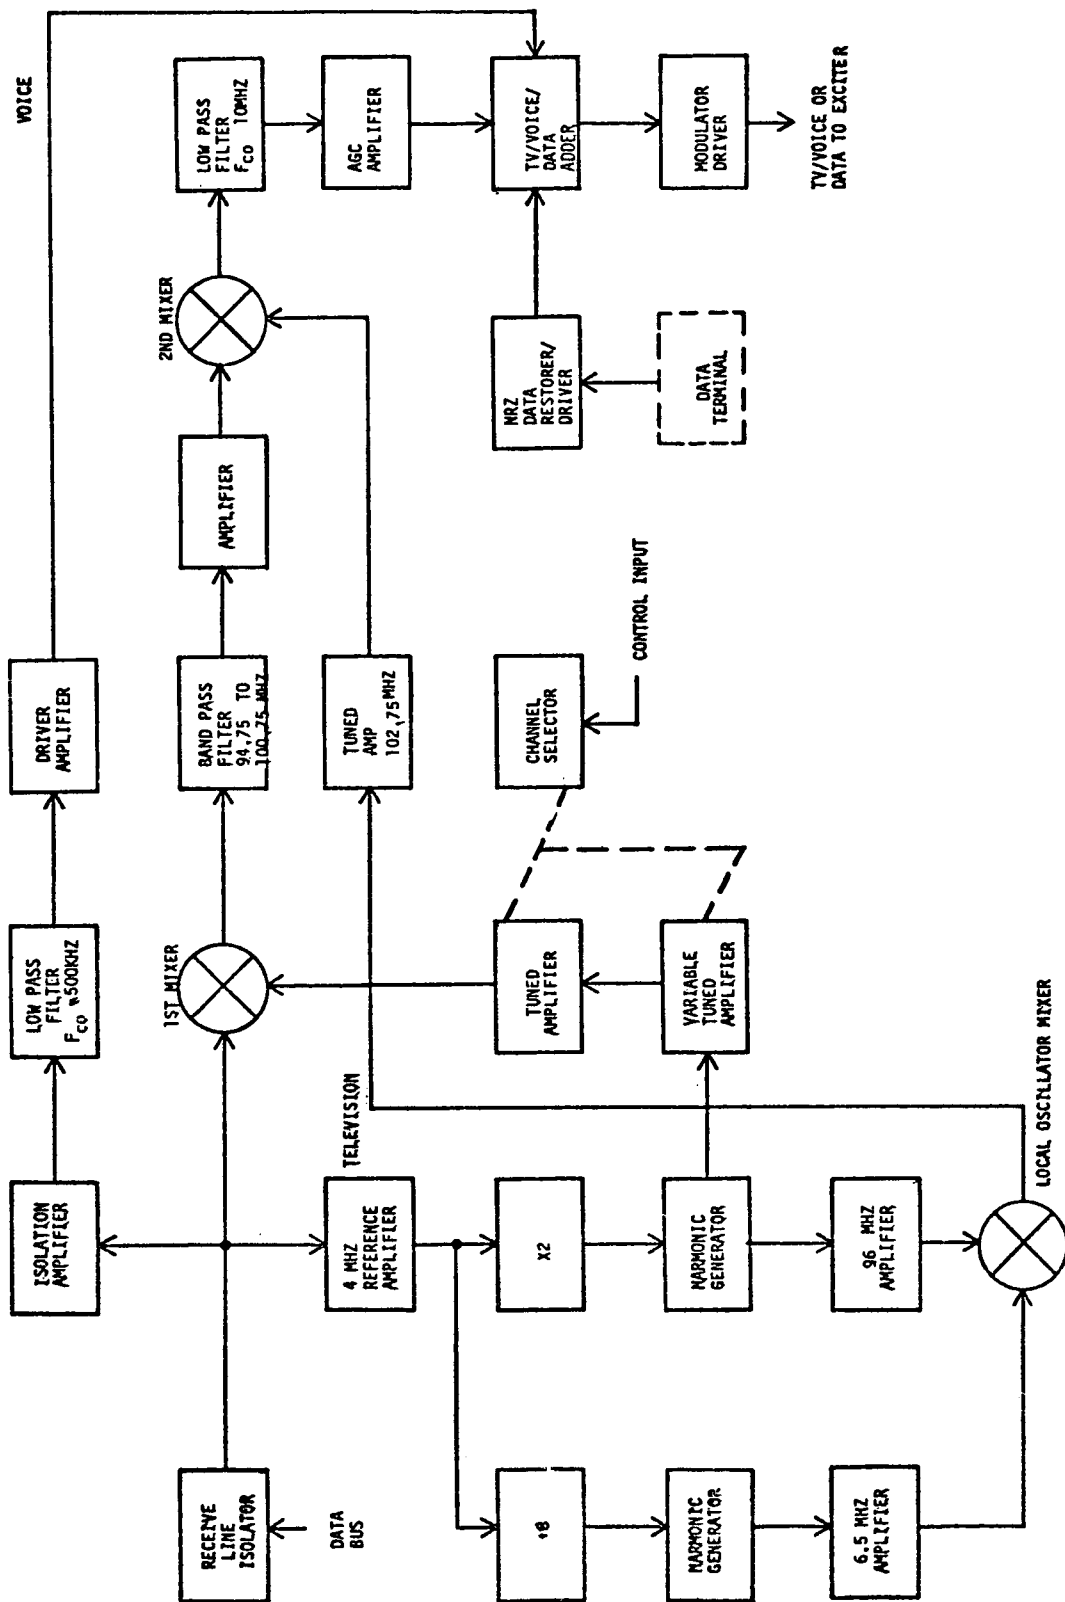 VOICE
ISOLATION
AMPLIFIER
LOW PASS
FILTER
FCO ≈500KHZ
DRIVER
AMPLIFIER
RECEIVE
LINE
ISOLATOR
DATA
BUS
1ST MIXER
BAND PASS
FILTER
94.75 TO
100.75 MHZ
AMPLIFIER
2ND MIXER
LOW PASS
FILTER
FCO 10MHZ
TELEVISION
4 MHZ
REFERENCE
AMPLIFIER
TUNED
AMP
102.75MHZ
AGC
AMPLIFIER
÷8
X2
TUNED
AMPLIFIER
CHANNEL
SELECTOR
CONTROL INPUT
NRZ
DATA
RESTORER/
DRIVER
TV/VOICE/
DATA
ADDER
HARMONIC
GENERATOR
HARMONIC
GENERATOR
VARIABLE
TUNED
AMPLIFIER
DATA
TERMINAL
MODULATOR
DRIVER
6.5 MHZ
AMPLIFIER
96 MHZ
AMPLIFIER
TV/VOICE OR
DATA TO EXCITER
LOCAL OSCILLATOR MIXER